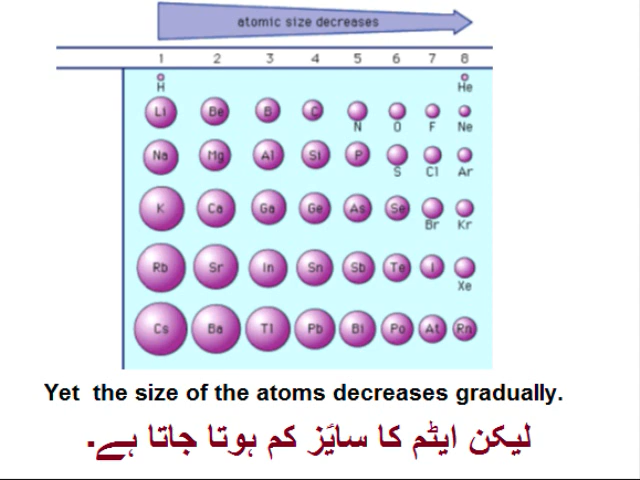 atomic size decreases
1 2 3 4 5 6 7 8
H He
Li Be B C N O F Ne
Na Mg Al Si P S Cl Ar
K Ca Ga Ge As Se Br Kr
Rb Sr In Sn Sb Te I Xe
Cs Ba Tl Pb Bi Po At Rn
Yet the size of the atoms decreases gradually.
لیکن ایٹم کا سائز کم ہوتا جاتا ہے۔